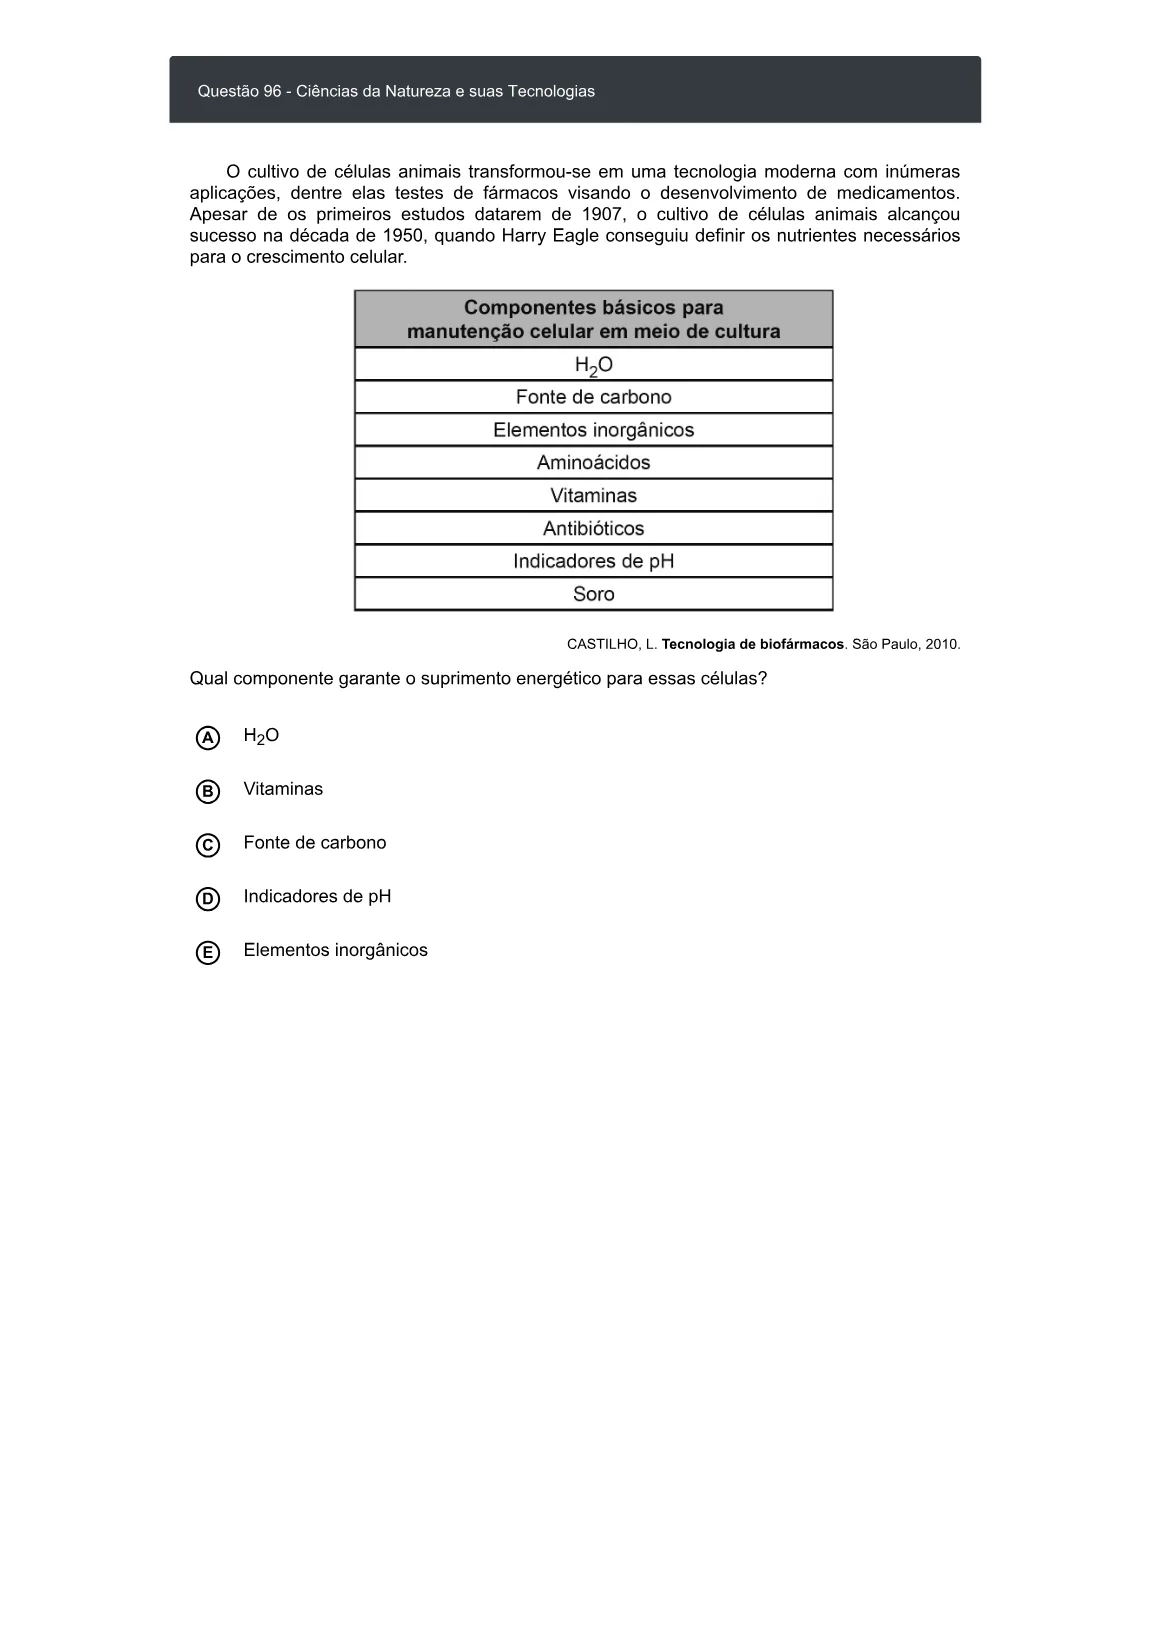 Questão 96 - Ciências da Natureza e suas Tecnologias
O cultivo de células animais transformou-se em uma tecnologia moderna com inúmeras
aplicações, dentre elas testes de fármacos visando o desenvolvimento de medicamentos.
Apesar de os primeiros estudos datarem de 1907, o cultivo de células animais alcançou
sucesso na década de 1950, quando Harry Eagle conseguiu definir os nutrientes necessários
para o crescimento celular.
Componentes básicos para
manutenção celular em meio de cultura
H2O
Fonte de carbono
Elementos inorgânicos
Aminoácidos
Vitaminas
Antibióticos
Indicadores de pH
Soro
CASTILHO, L. Tecnologia de biofármacos. São Paulo, 2010.
Qual componente garante o suprimento energético para essas células?
A H2O
B Vitaminas
C Fonte de carbono
D Indicadores de pH
E Elementos inorgânicos